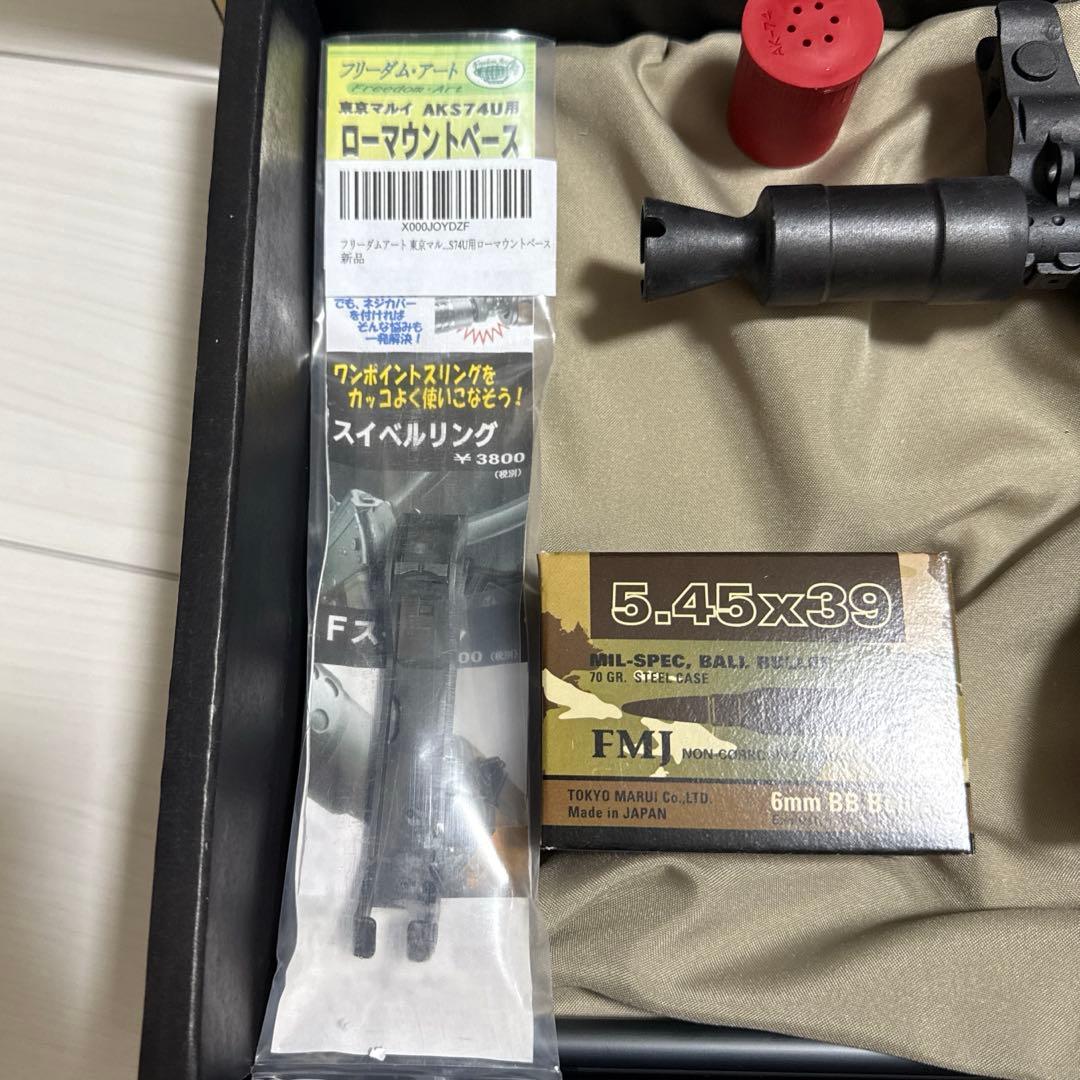 フリーダム・アート
Freedom・Art
東京マルイ AKS74U用
ローマウントベース
X000JOYDZF
フリーダムアート 東京マル...S74U用ローマウントベース
新品
でも、ネジカバー
を付ければ
そんな悩みも
一発解決！
ワンポイントスリングを
カッコよく使いこなそう！
スイベルリング
￥3800
（税別）
Fス
00（税別）
AK-74
5.45x39
MIL-SPEC, BALL
70 GR. STEEL CASE
FMJ
TOKYO MARUI Co.,LTD.
Made in JAPAN
6mm BB